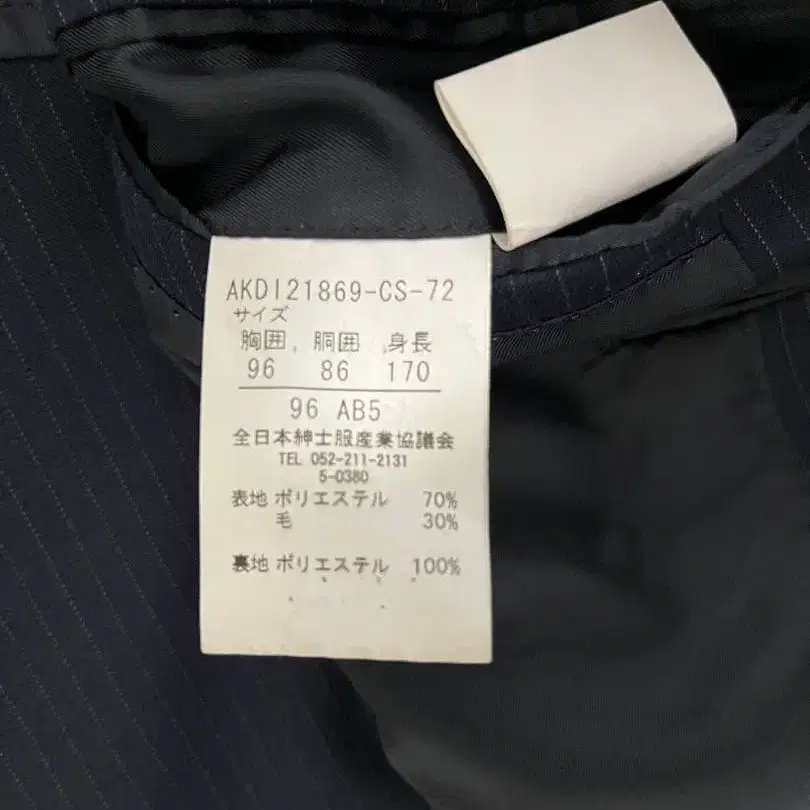 AKDI21869-CS-72
サイズ
胸囲 胴囲 身長
96 86 170
96 AB5
全日本紳士服産業協議会
TEL 052-211-2131
5-0380
表地 ポリエステル 70%
毛 30%
裏地 ポリエステル 100%